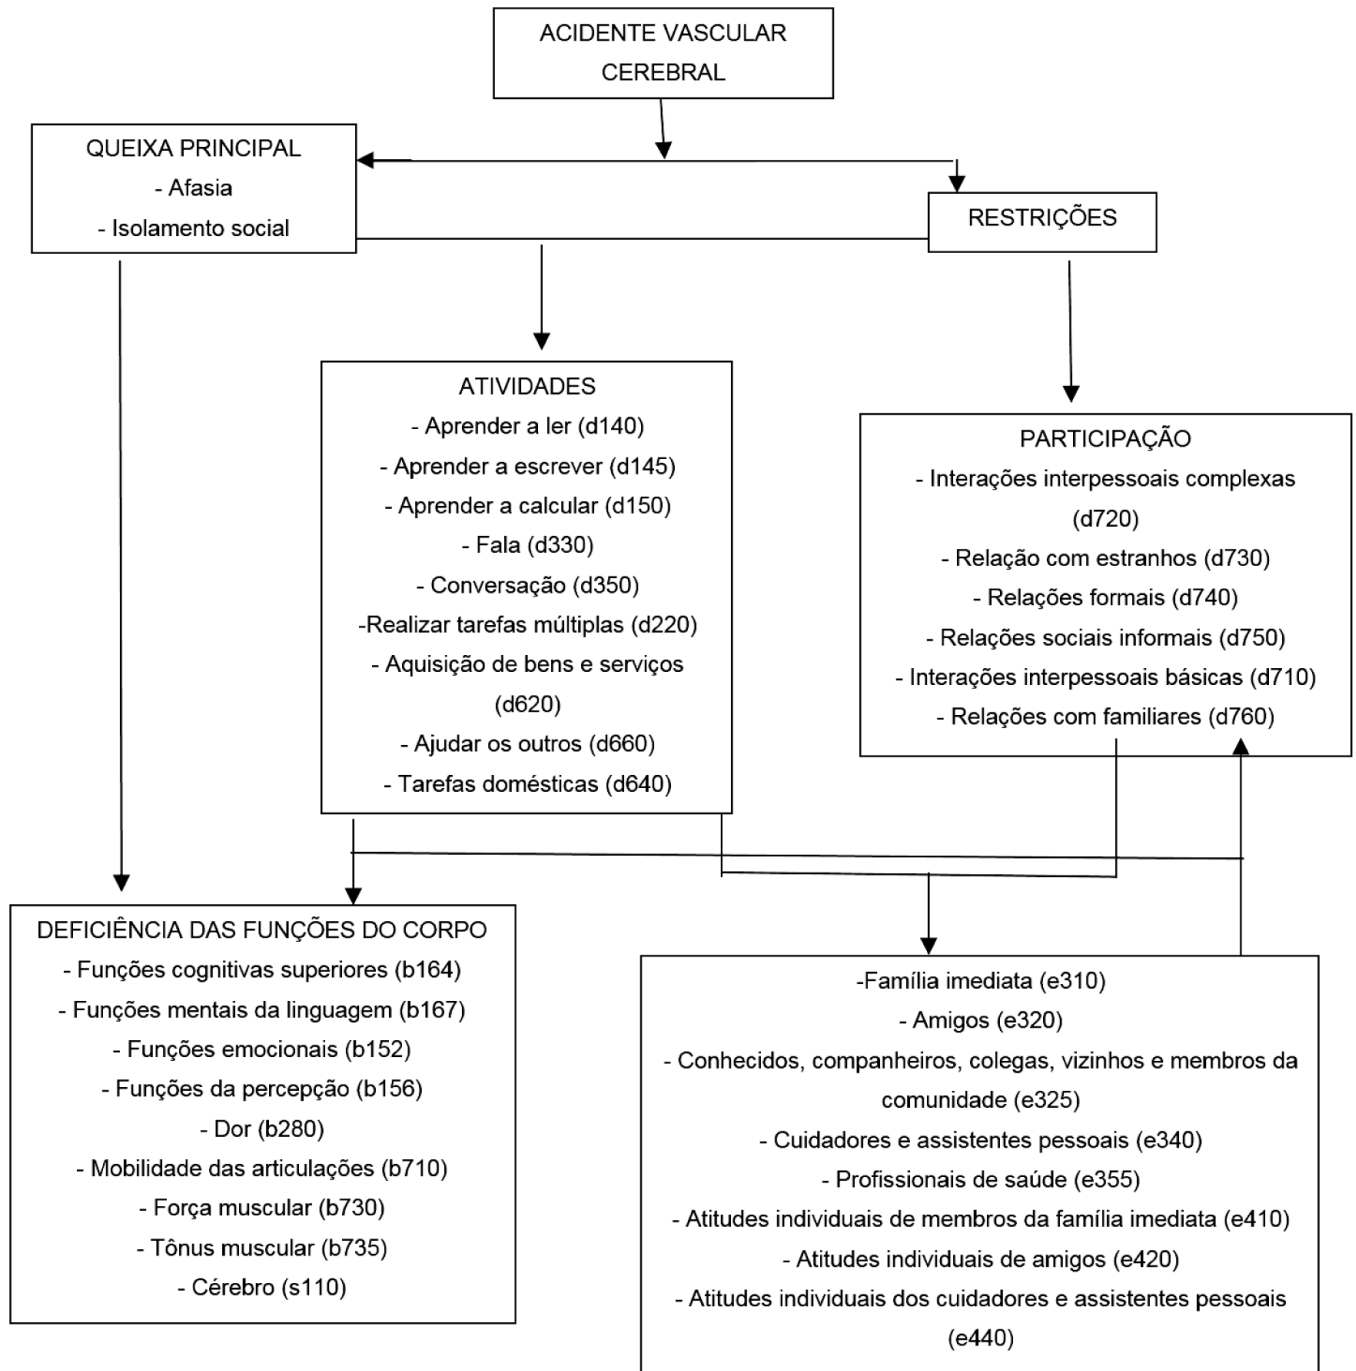 ACIDENTE VASCULAR
CEREBRAL
QUEIXA PRINCIPAL
- Afasia
- Isolamento social
RESTRIÇÕES
ATIVIDADES
- Aprender a ler (d140)
- Aprender a escrever (d145)
- Aprender a calcular (d150)
- Fala (d330)
- Conversação (d350)
-Realizar tarefas múltiplas (d220)
- Aquisição de bens e serviços
(d620)
- Ajudar os outros (d660)
- Tarefas domésticas (d640)
PARTICIPAÇÃO
- Interações interpessoais complexas
(d720)
- Relação com estranhos (d730)
- Relações formais (d740)
- Relações sociais informais (d750)
- Interações interpessoais básicas (d710)
- Relações com familiares (d760)
DEFICIÊNCIA DAS FUNÇÕES DO CORPO
- Funções cognitivas superiores (b164)
- Funções mentais da linguagem (b167)
- Funções emocionais (b152)
- Funções da percepção (b156)
- Dor (b280)
- Mobilidade das articulações (b710)
- Força muscular (b730)
- Tônus muscular (b735)
- Cérebro (s110)
-Família imediata (e310)
- Amigos (e320)
- Conhecidos, companheiros, colegas, vizinhos e membros da
comunidade (e325)
- Cuidadores e assistentes pessoais (e340)
- Profissionais de saúde (e355)
- Atitudes individuais de membros da família imediata (e410)
- Atitudes individuais de amigos (e420)
- Atitudes individuais dos cuidadores e assistentes pessoais
(e440)